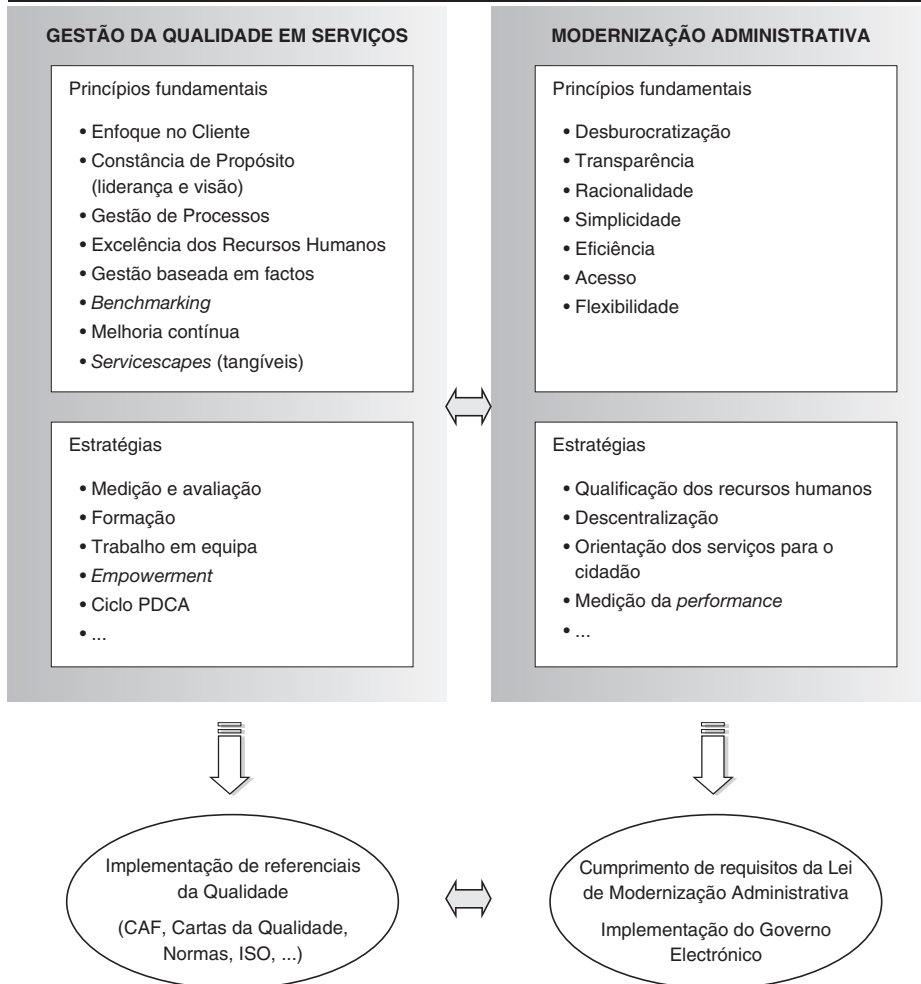 GESTÃO DA QUALIDADE EM SERVIÇOS
Princípios fundamentais
• Enfoque no Cliente
• Constância de Propósito
(liderança e visão)
• Gestão de Processos
• Excelência dos Recursos Humanos
• Gestão baseada em factos
• Benchmarking
• Melhoria contínua
• Servicescapes (tangíveis)
Estratégias
• Medição e avaliação
• Formação
• Trabalho em equipa
• Empowerment
• Ciclo PDCA
• ...
MODERNIZAÇÃO ADMINISTRATIVA
Princípios fundamentais
• Desburocratização
• Transparência
• Racionalidade
• Simplicidade
• Eficiência
• Acesso
• Flexibilidade
Estratégias
• Qualificação dos recursos humanos
• Descentralização
• Orientação dos serviços para o
cidadão
• Medição da performance
• ...
Implementação de referenciais
da Qualidade
(CAF, Cartas da Qualidade,
Normas, ISO, ...)
Cumprimento de requisitos da Lei
de Modernização Administrativa
Implementação do Governo
Electrónico